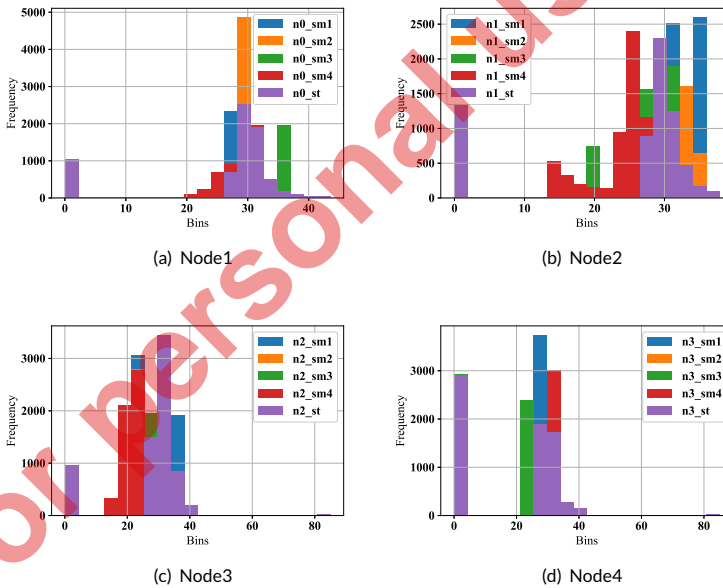 5000
4000
3000
2000
1000
0
Frequency
n0_sm1
n0_sm2
n0_sm3
n0_sm4
n0_st
0 10 20 30 40
Bins
(a) Node1
2500
2000
1500
1000
500
0
Frequency
n1_sm1
n1_sm2
n1_sm3
n1_sm4
n1_st
0 10 20 30
Bins
(b) Node2
3000
2000
1000
0
Frequency
n2_sm1
n2_sm2
n2_sm3
n2_sm4
n2_st
0 20 40 60 80
Bins
(c) Node3
4000
3000
2000
1000
0
Frequency
n3_sm1
n3_sm2
n3_sm3
n3_sm4
n3_st
0 20 40 60 80
Bins
(d) Node4
or personal us